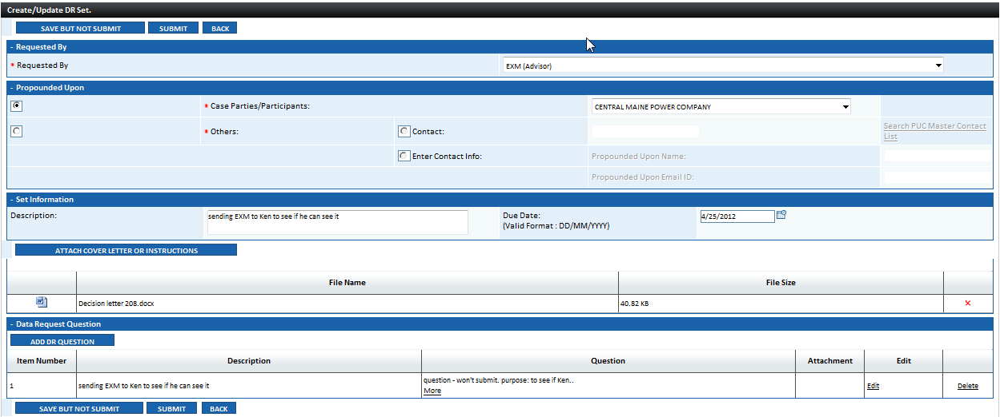 Create/Update DR Set.
SAVE BUT NOT SUBMIT SUBMIT BACK
- Requested By
* Requested By EXM (Advisor)
- Propounded Upon
* Case Parties/Participants: CENTRAL MAINE POWER COMPANY
* Others: Contact: Search PUC Master Contact
List
Enter Contact Info: Propounded Upon Name:
Propounded Upon Email ID:
- Set Information
Description: sending EXM to Ken to see if he can see it Due Date: 4/25/2012
(Valid Format : DD/MM/YYYY)
ATTACH COVER LETTER OR INSTRUCTIONS
File Name File Size
Decision letter 208.docx 40.82 KB
- Data Request Question
ADD DR QUESTION
Item Number Description Question Attachment Edit
1 sending EXM to Ken to see if he can see it question - won't submit. purpose: to see if Ken.. Edit Delete
More
SAVE BUT NOT SUBMIT SUBMIT BACK